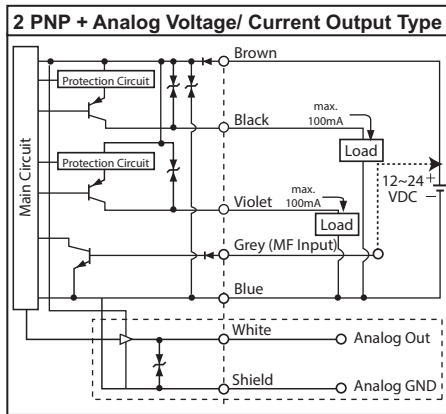 2 PNP + Analog Voltage/ Current Output Type
Brown
Protection Circuit
max.
100mA
Black
Load
Main Circuit
12~24
VDC
+
−
Protection Circuit
max.
100mA
Violet
Load
Grey (MF Input)
Blue
White
Analog Out
Shield
Analog GND